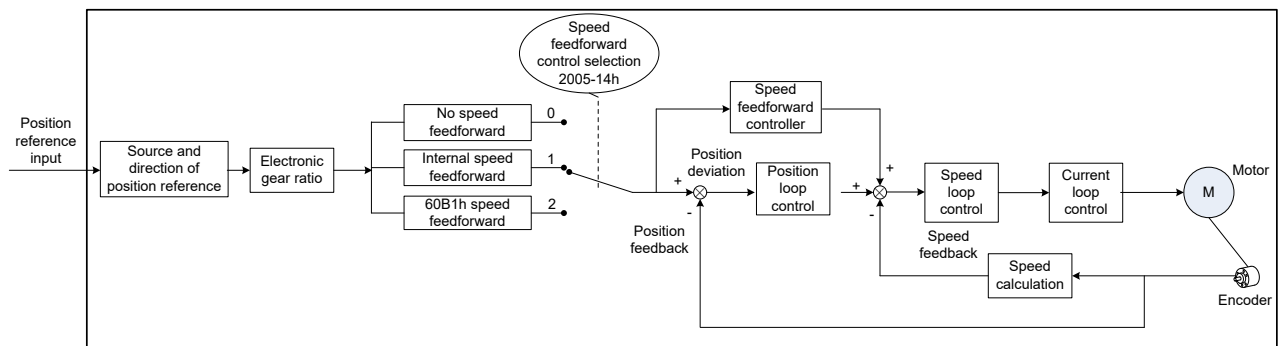 Speed
feedforward
control selection
2005-14h
Position
reference
input
Source and
direction of
position reference
Electronic
gear ratio
No speed
feedforward
0
Internal speed
feedforward
1
60B1h speed
feedforward
2
Speed
feedforward
controller
Position
deviation
+
-
Position
feedback
Position
loop
control
+
+
-
Speed
loop
control
Speed
feedback
Current
loop
control
M
Motor
Speed
calculation
Encoder